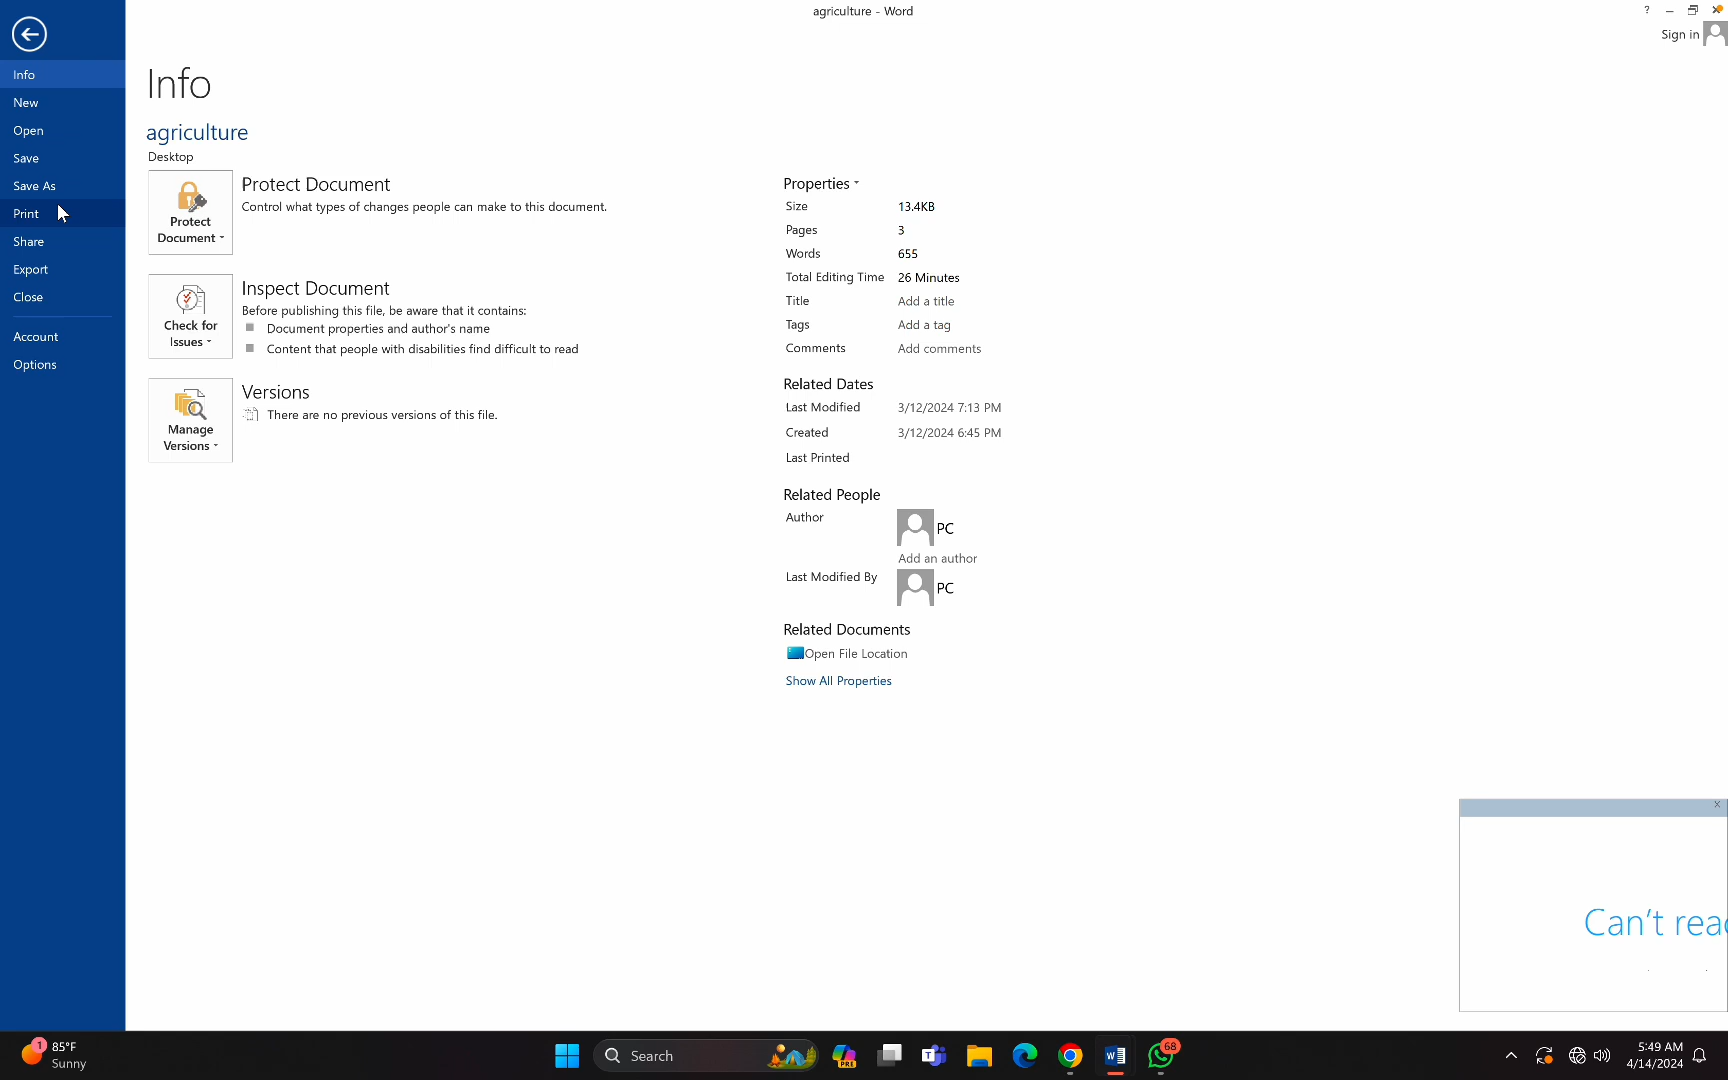 agriculture - Word
?
Sign in
Info
New
Open
Save
Save As
Print
Share
Export
Close
Account
Options
Info
agriculture
Desktop
Protect Document
Protect Document
Control what types of changes people can make to this document.
Check for Issues
Inspect Document
Before publishing this file, be aware that it contains:
Document properties and author's name
Content that people with disabilities find difficult to read
Manage Versions
Versions
There are no previous versions of this file.
Properties
Size 13.4KB
Pages 3
Words 655
Total Editing Time 26 Minutes
Title Add a title
Tags Add a tag
Comments Add comments
Related Dates
Last Modified 3/12/2024 7:13 PM
Created 3/12/2024 6:45 PM
Last Printed
Related People
Author PC
Add an author
Last Modified By PC
Related Documents
Open File Location
Show All Properties
x
Can't rea
1
85°F
Sunny
Search
PRE
68
5:49 AM
4/14/2024